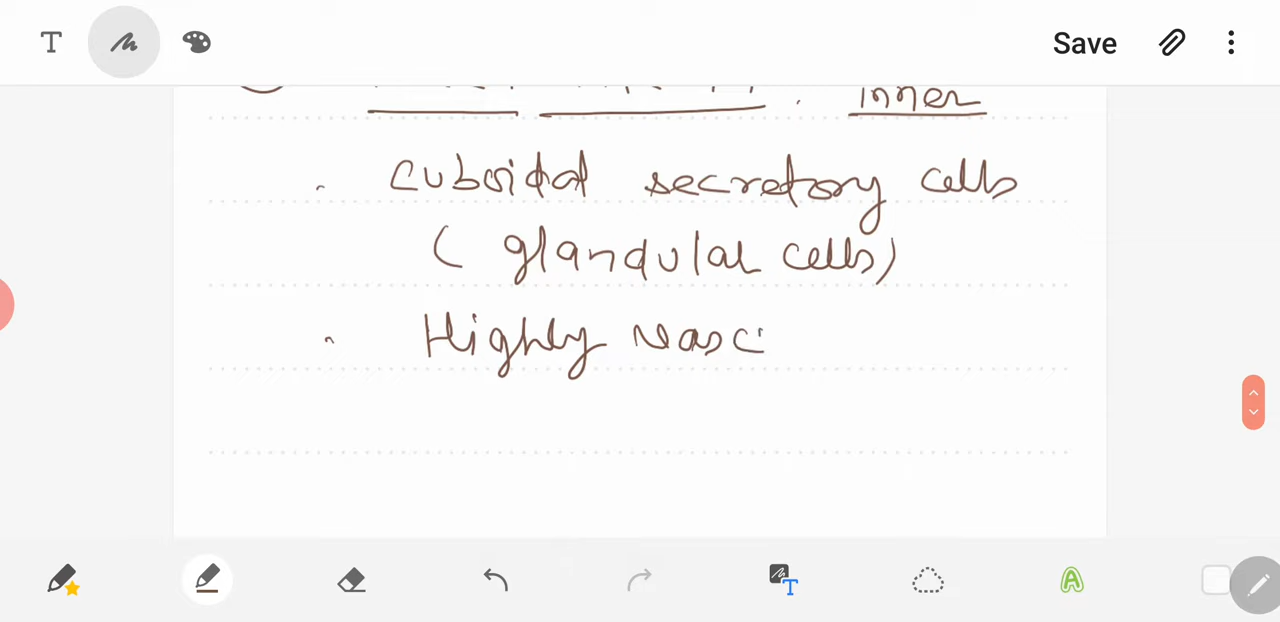 T Save
inner
. Cuboidal secretory cells
( glandular cells)
. Highly Vasc
T
A